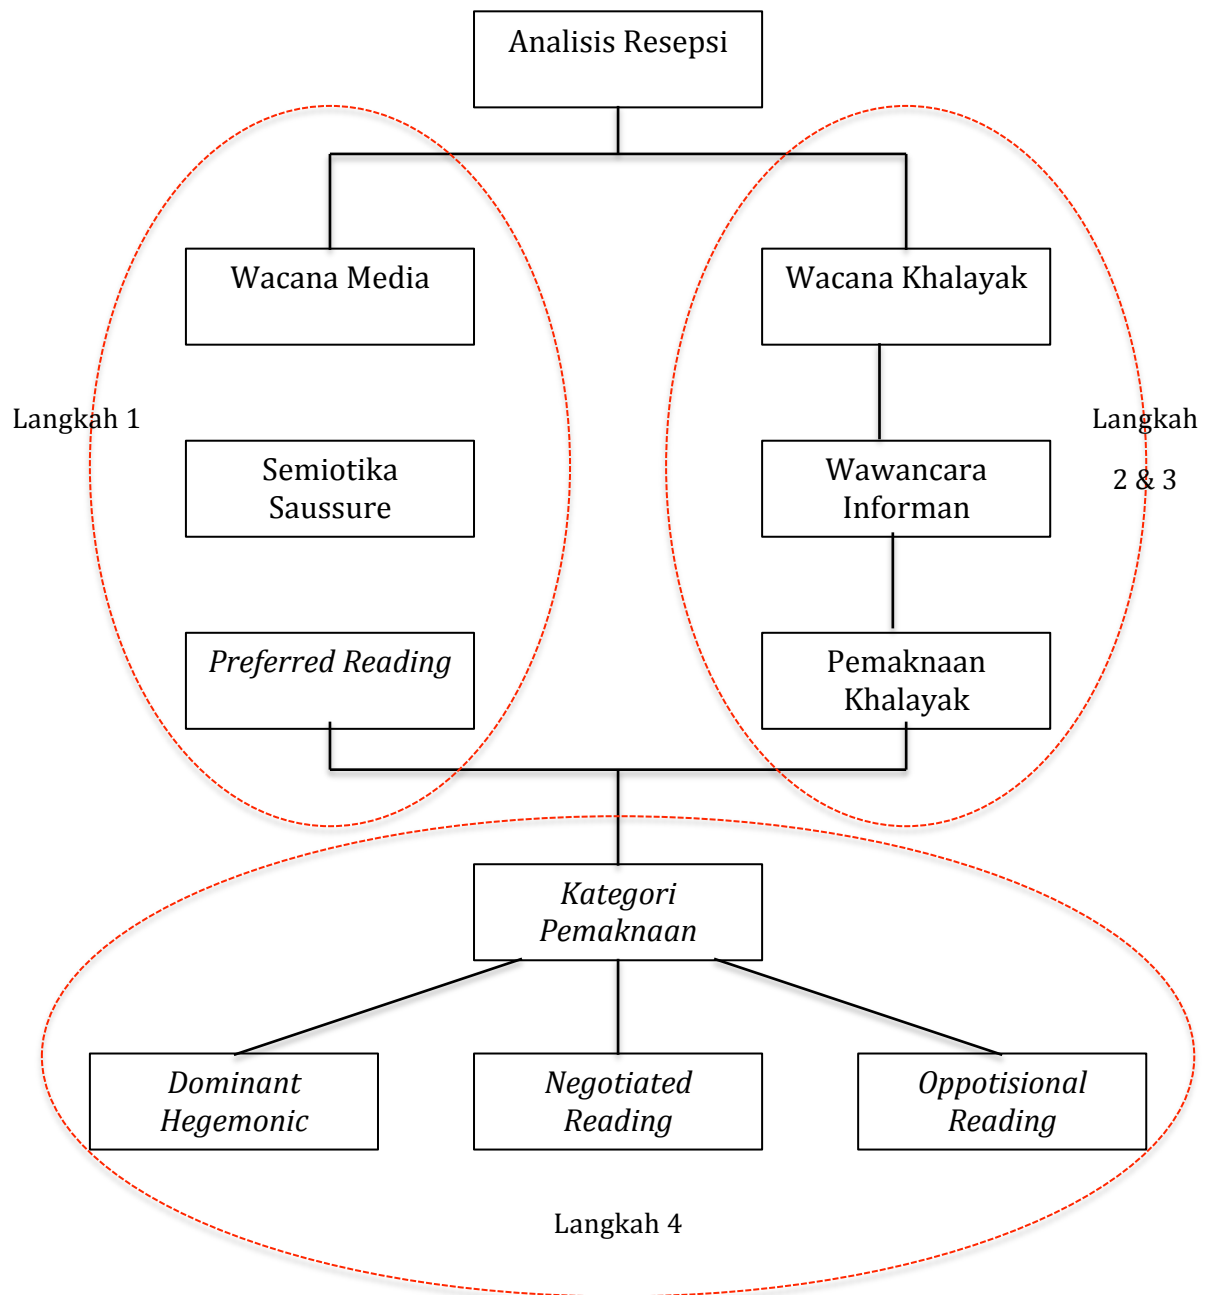 Analisis Resepsi
Wacana Media
Wacana Khalayak
Langkah 1
Langkah
2 & 3
Semiotika
Saussure
Wawancara
Informan
Preferred Reading
Pemaknaan
Khalayak
Kategori
Pemaknaan
Dominant
Hegemonic
Negotiated
Reading
Oppotisional
Reading
Langkah 4